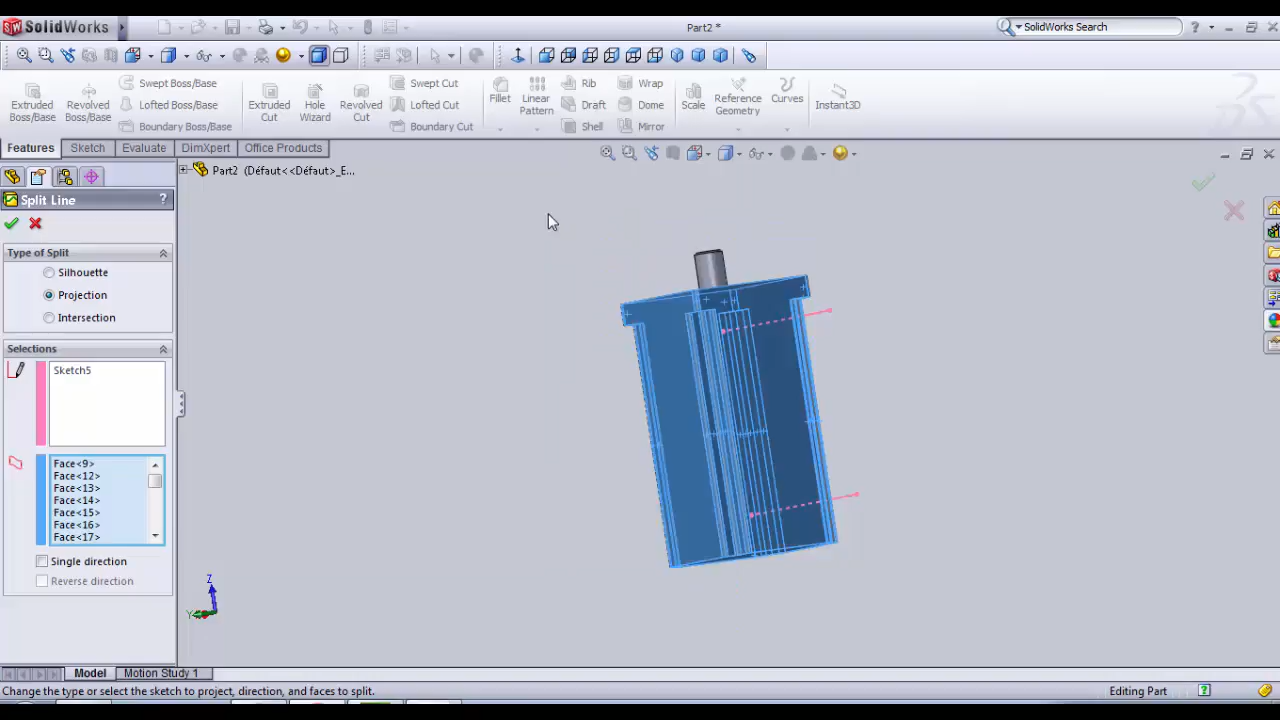 SolidWorks
Part2 *
SolidWorks Search
Extruded Boss/Base
Revolved Boss/Base
Swept Boss/Base
Lofted Boss/Base
Boundary Boss/Base
Extruded Cut
Hole Wizard
Revolved Cut
Swept Cut
Lofted Cut
Boundary Cut
Fillet
Linear Pattern
Rib
Draft
Shell
Wrap
Dome
Mirror
Scale
Reference Geometry
Curves
Instant3D
Features
Sketch
Evaluate
DimXpert
Office Products
Part2 (Défaut<<Défaut>_E...
Split Line
?
Type of Split
Silhouette
Projection
Intersection
Selections
Sketch5
Face<9>
Face<12>
Face<13>
Face<14>
Face<15>
Face<16>
Face<17>
Single direction
Reverse direction
Z
Y
Model
Motion Study 1
Change the type or select the sketch to project, direction, and faces to split.
Editing Part